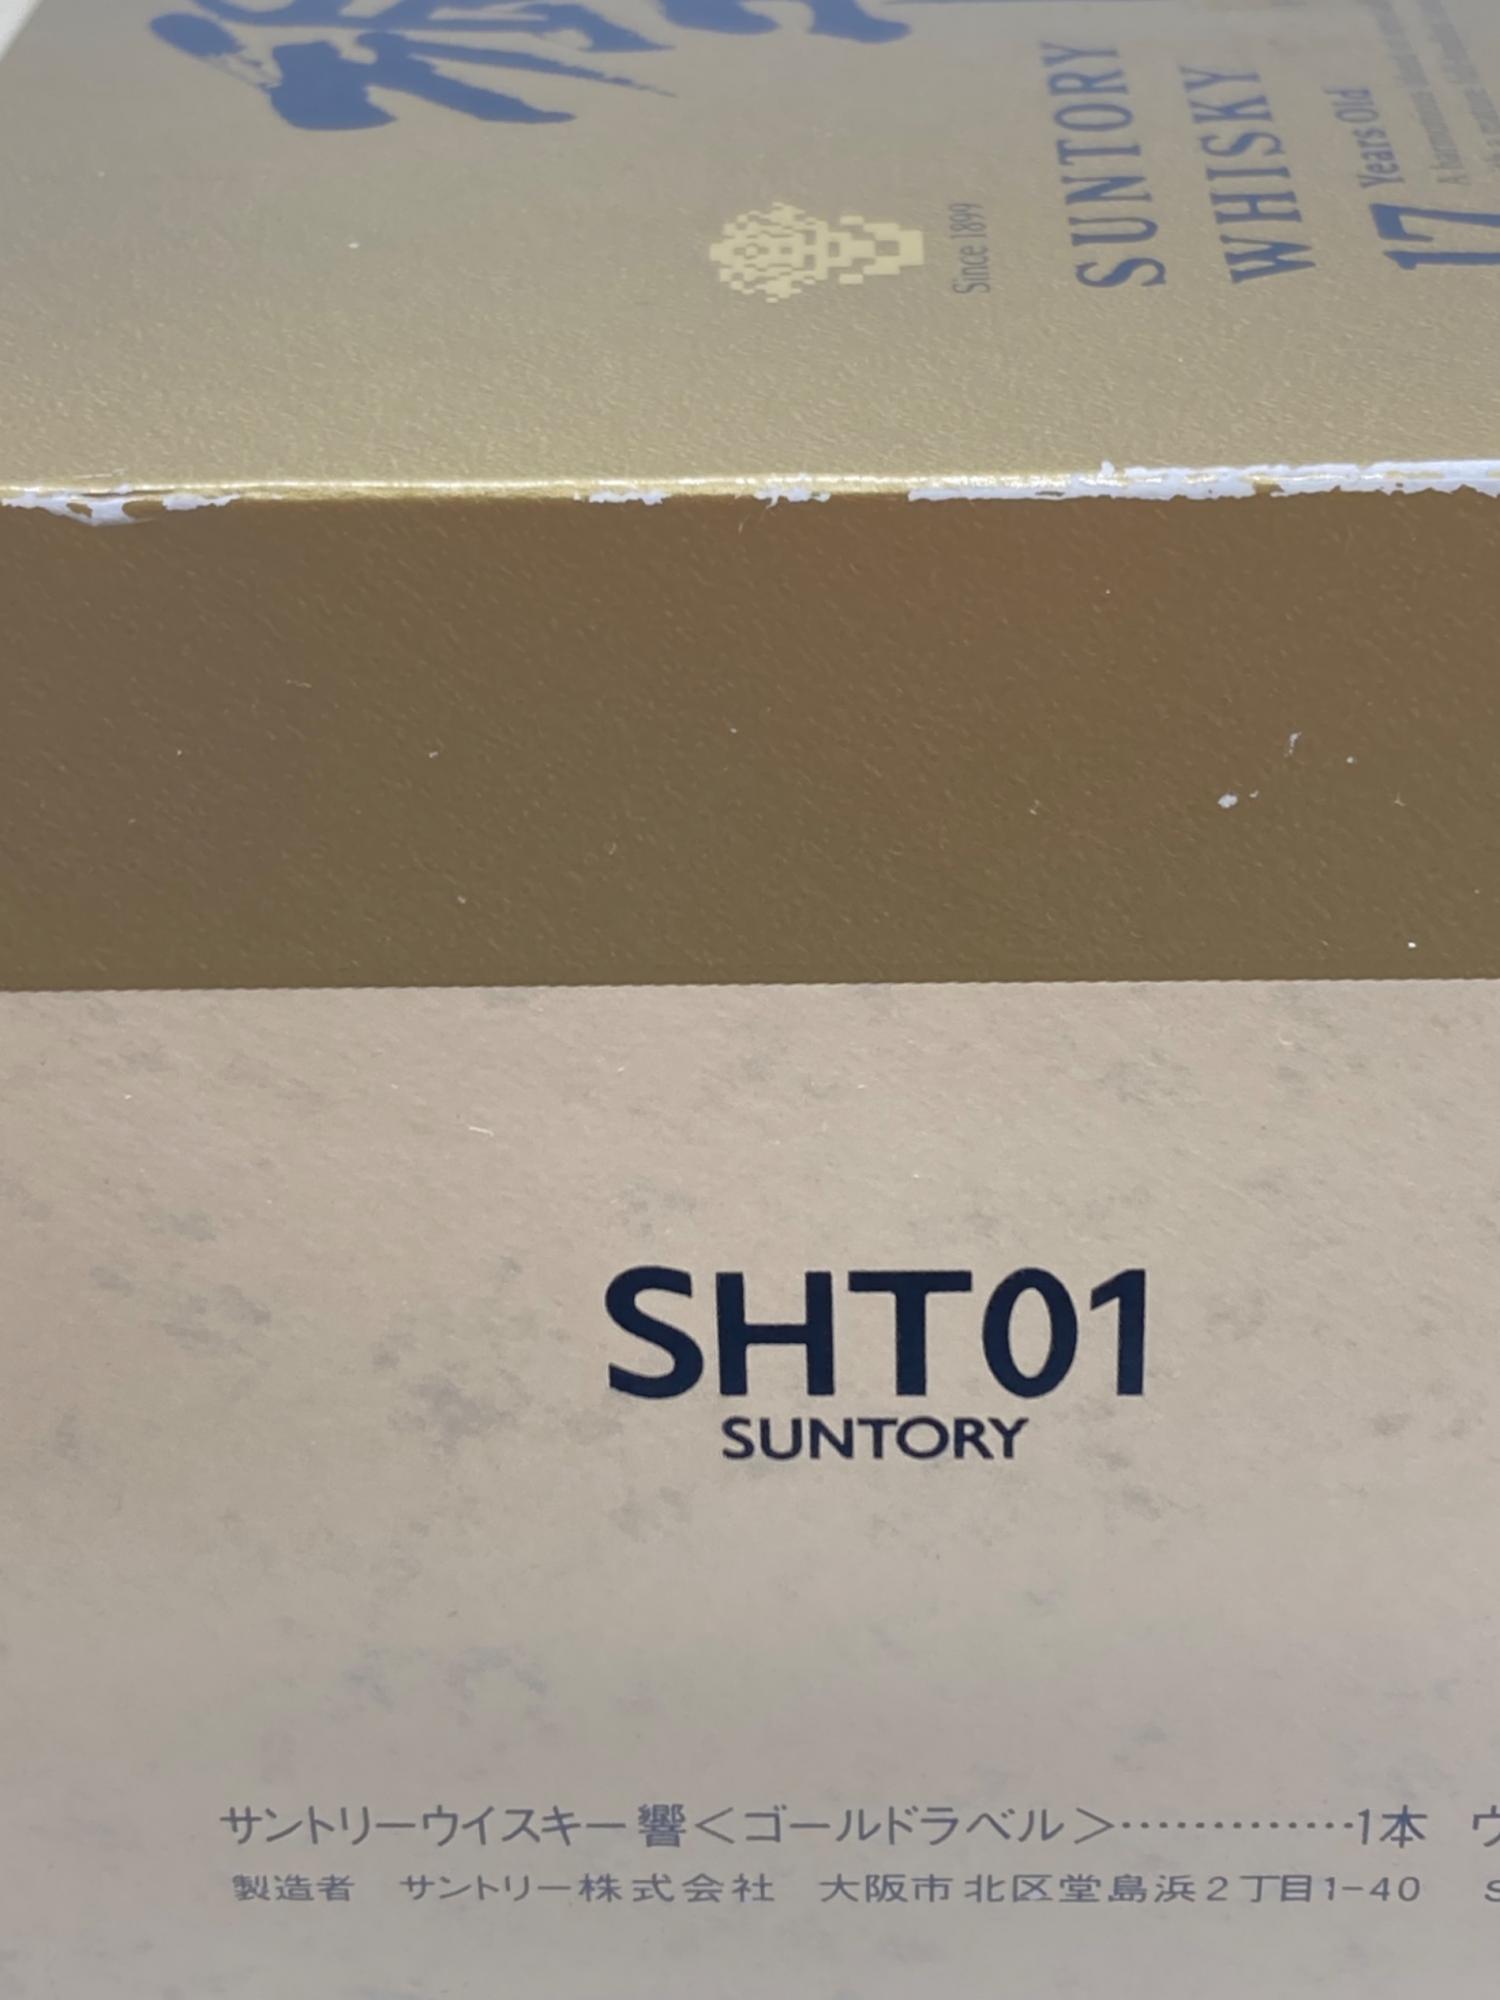 Since 1899
SUNTORY
WHISKY
17 Years Old
A harmonious
SHT01
SUNTORY
サントリーウイスキー響<ゴールドラベル>·············1本
製造者 サントリー株式会社 大阪市北区堂島浜2丁目1-40